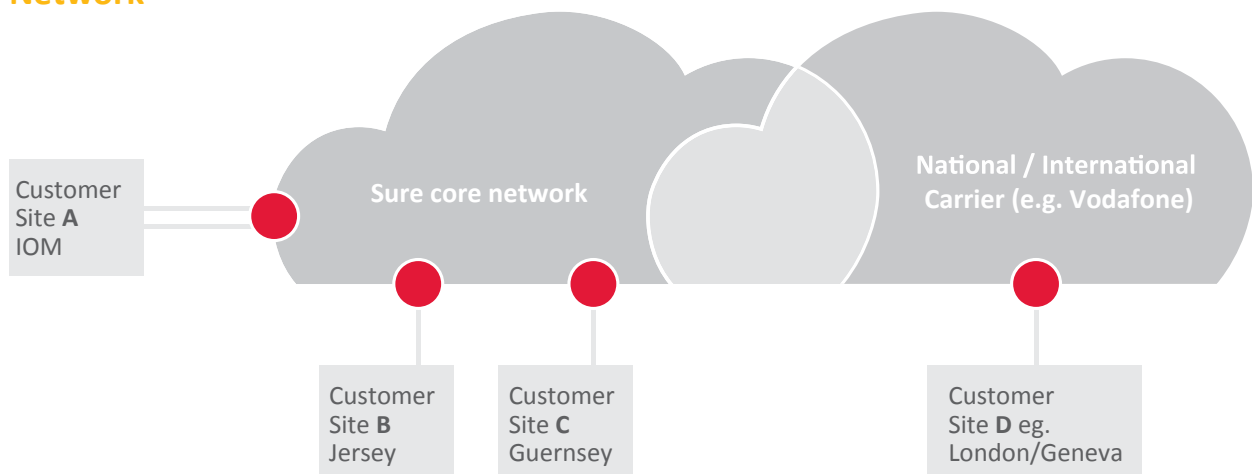 Network
Sure core network
National / International
Carrier (e.g. Vodafone)
Customer
Site A
IOM
Customer
Site B
Jersey
Customer
Site C
Guernsey
Customer
Site D eg.
London/Geneva